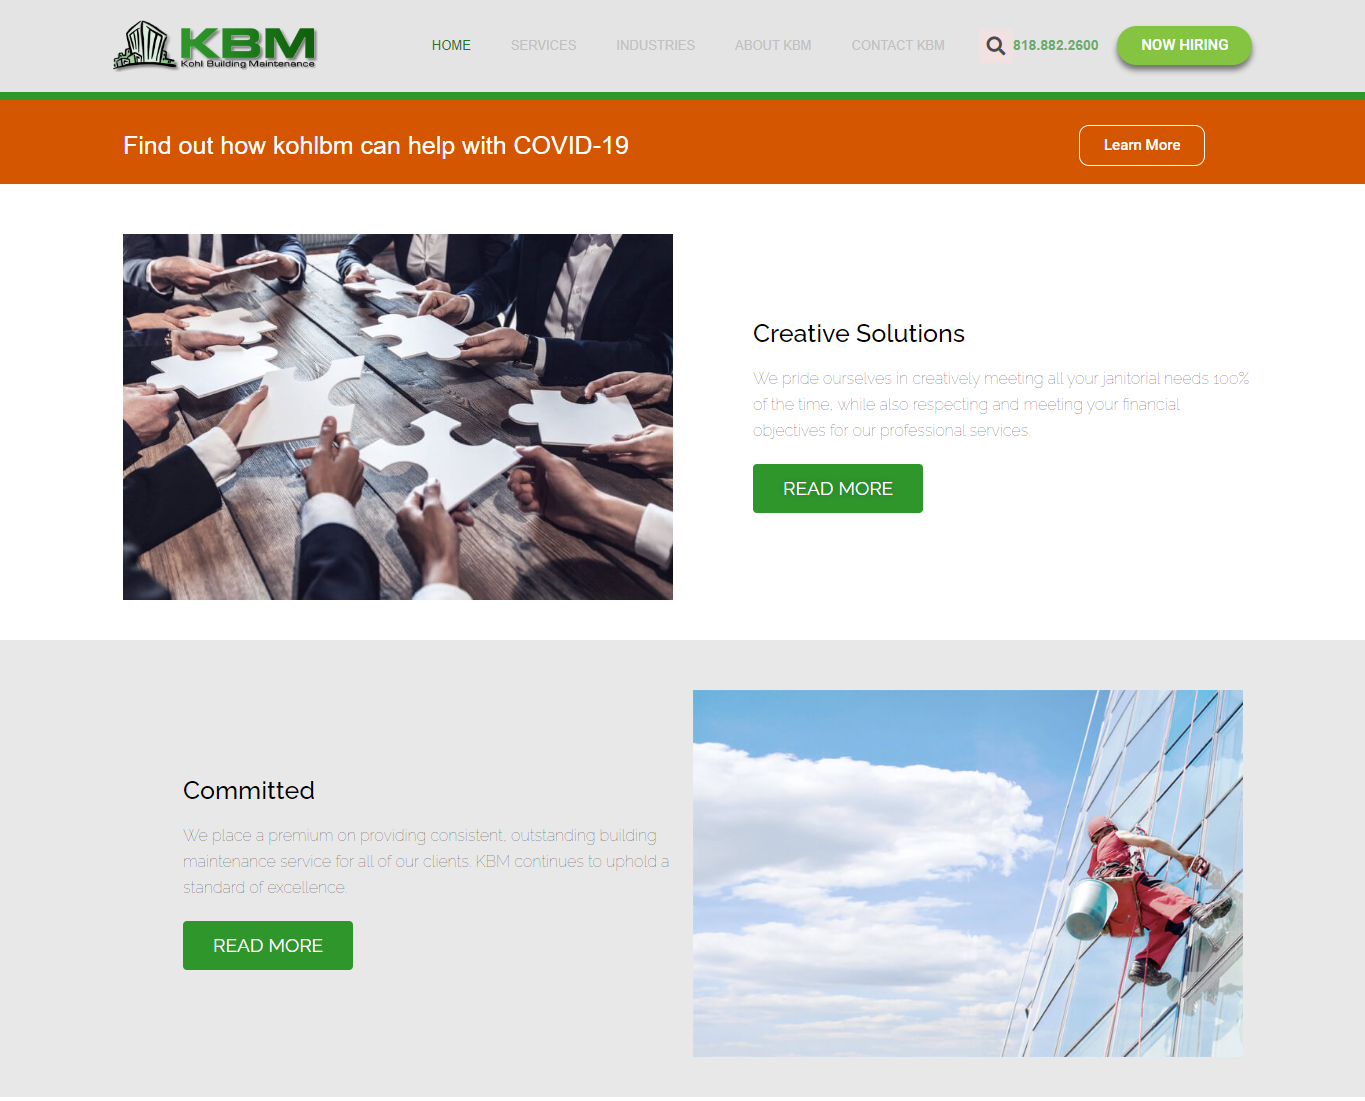 KBM
Kohl Building Maintenance
HOME
SERVICES
INDUSTRIES
ABOUT KBM
CONTACT KBM
818.882.2600
NOW HIRING
Find out how kohlbm can help with COVID-19
Learn More
Creative Solutions
We pride ourselves in creatively meeting all your janitorial needs 100%
of the time, while also respecting and meeting your financial
objectives for our professional services.
READ MORE
Committed
We place a premium on providing consistent, outstanding building
maintenance service for all of our clients. KBM continues to uphold a
standard of excellence.
READ MORE